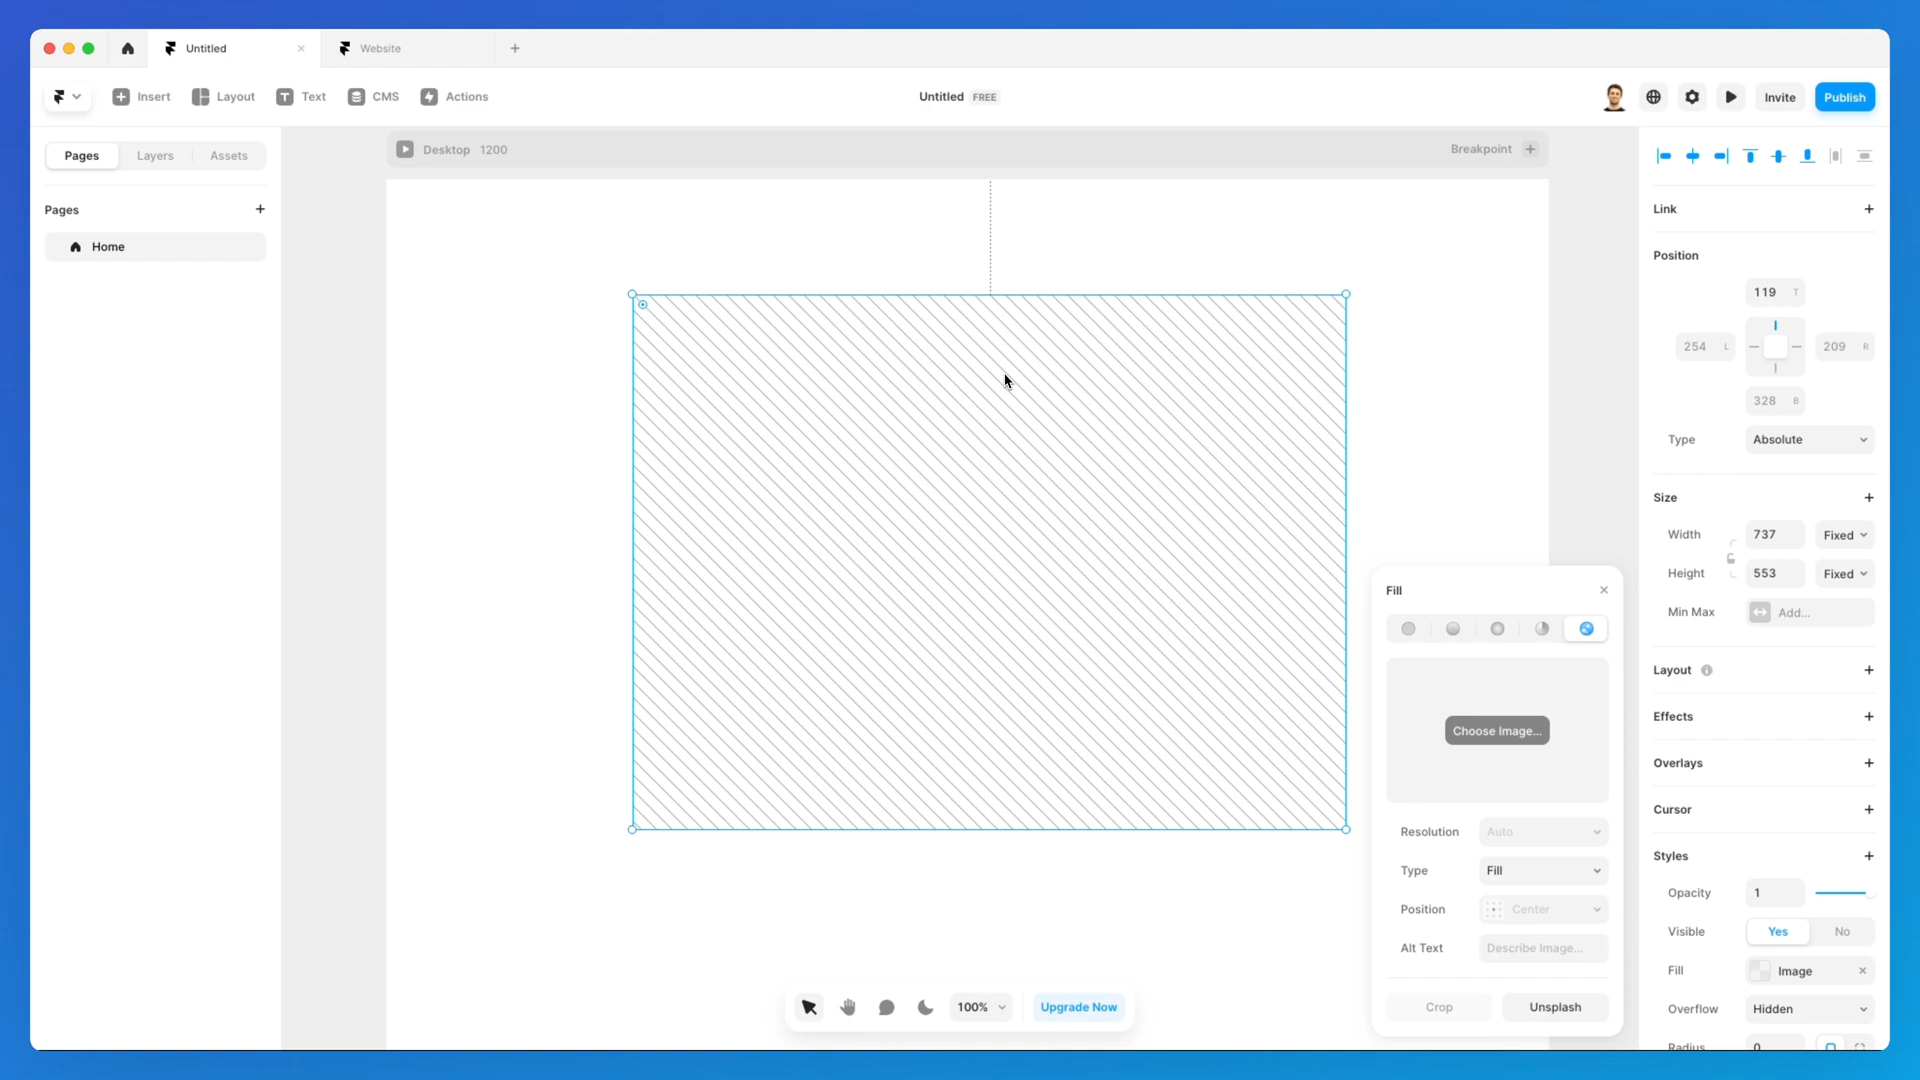 Untitled
Website
Insert
Layout
Text
CMS
Actions
Untitled FREE
Invite
Publish
Pages
Layers
Assets
Pages
Home
Desktop 1200
Breakpoint
Link
Position
119 T
254 L
209 R
328 B
Type Absolute
Size
Width 737 Fixed
Height 553 Fixed
Min Max Add...
Layout
Effects
Overlays
Cursor
Styles
Opacity 1
Visible Yes No
Fill Image
Overflow Hidden
Radius 0
Fill
Choose Image...
Resolution Auto
Type Fill
Position Center
Alt Text Describe Image...
Crop
Unsplash
100%
Upgrade Now